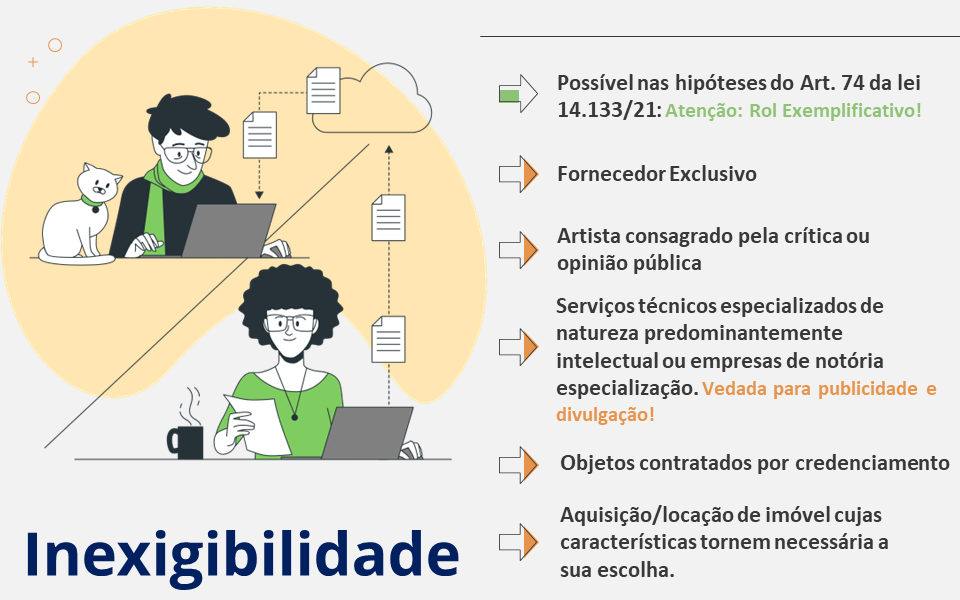 Possível nas hipóteses do Art. 74 da lei
14.133/21: Atenção: Rol Exemplificativo!
Fornecedor Exclusivo
Artista consagrado pela crítica ou
opinião pública
Serviços técnicos especializados de
natureza predominantemente
intelectual ou empresas de notória
especialização. Vedada para publicidade e
divulgação!
Objetos contratados por credenciamento
Aquisição/locação de imóvel cujas
características tornem necessária a
sua escolha.
Inexigibilidade